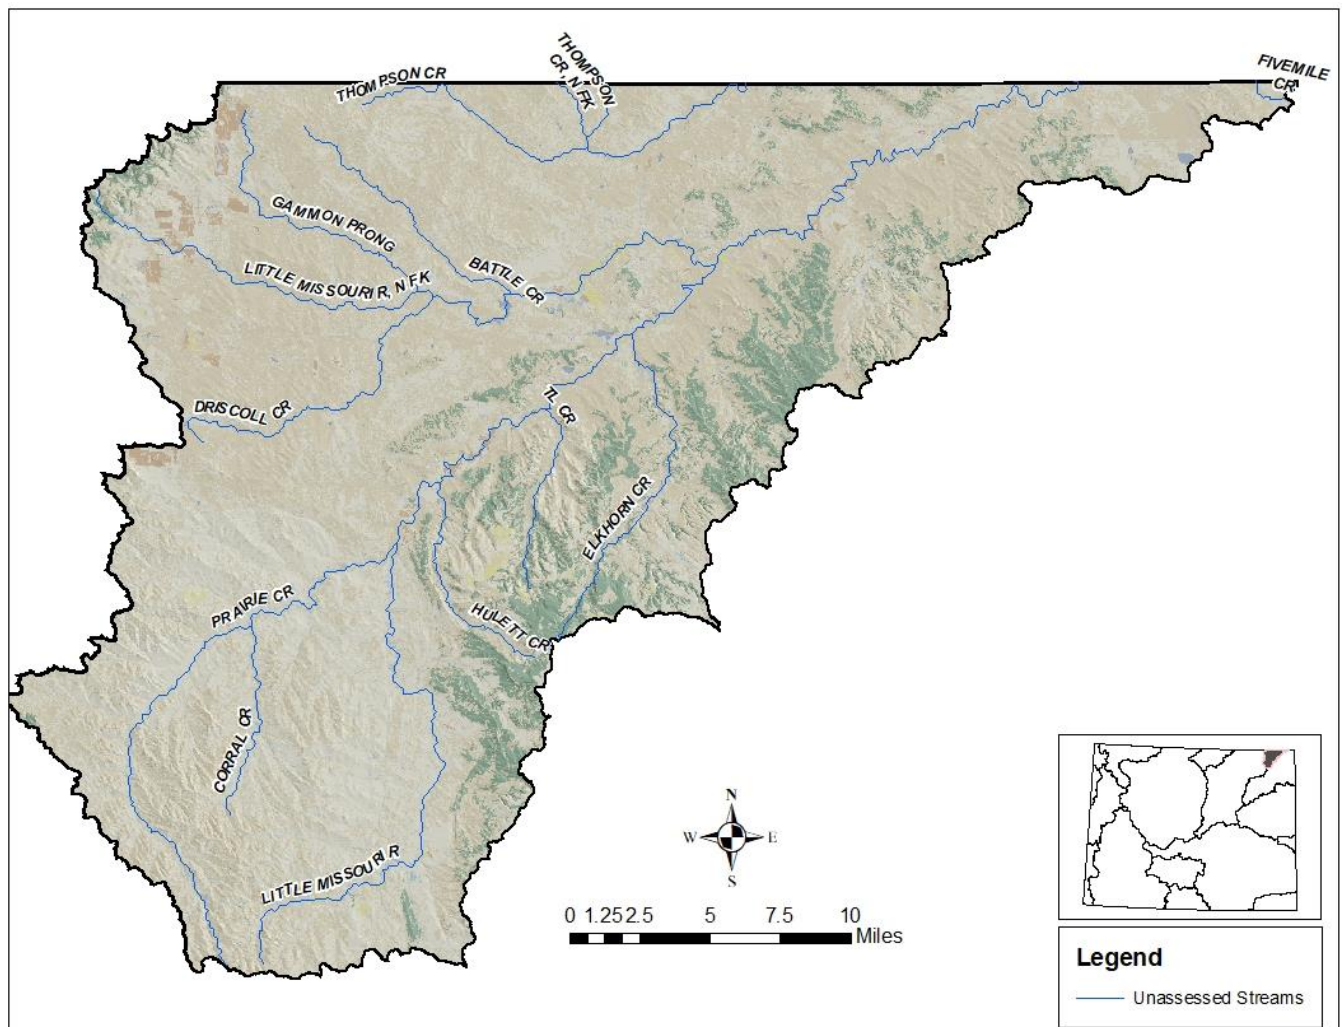 THOMPSON CR
THOMPSON
CR, N FK
FIVEMILE
CR
GAMMON PRONG
LITTLE MISSOURI R, N FK
BATTLE CR
DRISCOLL CR
TL CR
ELKHORN CR
PRAIRIE CR
HULETT CR
CORRAL CR
LITTLE MISSOURI R
N
W E
S
0 1.25 2.5 5 7.5 10
Miles
Legend
Unassessed Streams